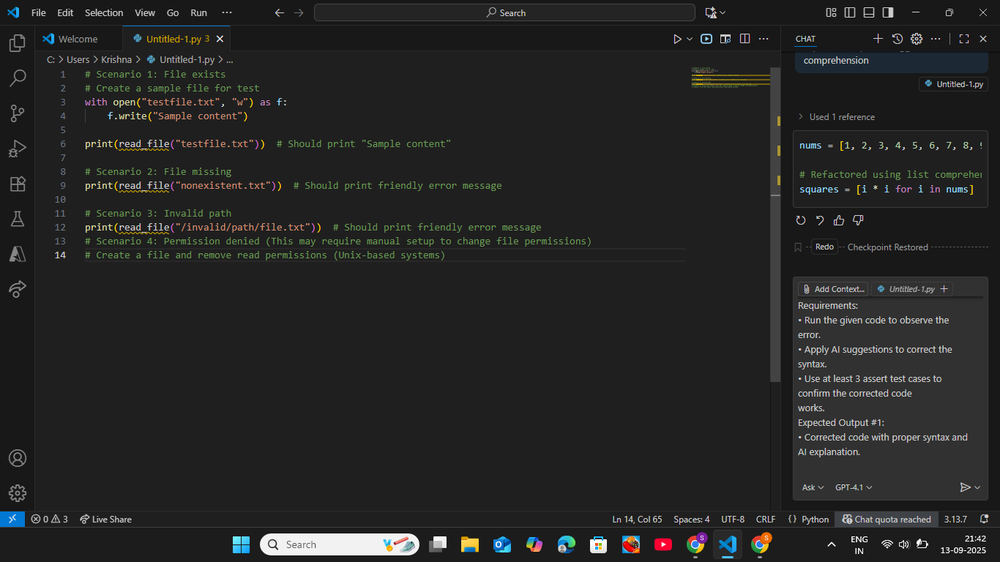 File Edit Selection View Go Run ··· Search
Welcome Untitled-1.py 3
C: > Users > Krishna > Untitled-1.py > ...
1 # Scenario 1: File exists
2 # Create a sample file for test
3 with open("testfile.txt", "w") as f:
4 f.write("Sample content")
5
6 print(read_file("testfile.txt")) # Should print "Sample content"
7
8 # Scenario 2: File missing
9 print(read_file("nonexistent.txt")) # Should print friendly error message
10
11 # Scenario 3: Invalid path
12 print(read_file("/invalid/path/file.txt")) # Should print friendly error message
13 # Scenario 4: Permission denied (This may require manual setup to change file permissions)
14 # Create a file and remove read permissions (Unix-based systems)
CHAT
comprehension
Untitled-1.py
Used 1 reference
nums = [1, 2, 3, 4, 5, 6, 7, 8, 9
# Refactored using list comprehen
squares = [i * i for i in nums]
Redo Checkpoint Restored
Add Context... Untitled-1.py
Requirements:
• Run the given code to observe the
error.
• Apply AI suggestions to correct the
syntax.
• Use at least 3 assert test cases to
confirm the corrected code
works.
Expected Output #1:
• Corrected code with proper syntax and
AI explanation.
Ask GPT-4.1
0 3 Live Share Ln 14, Col 65 Spaces: 4 UTF-8 CRLF {} Python Chat quota reached 3.13.7
Search
S
S
ENG
IN
21:42
13-09-2025